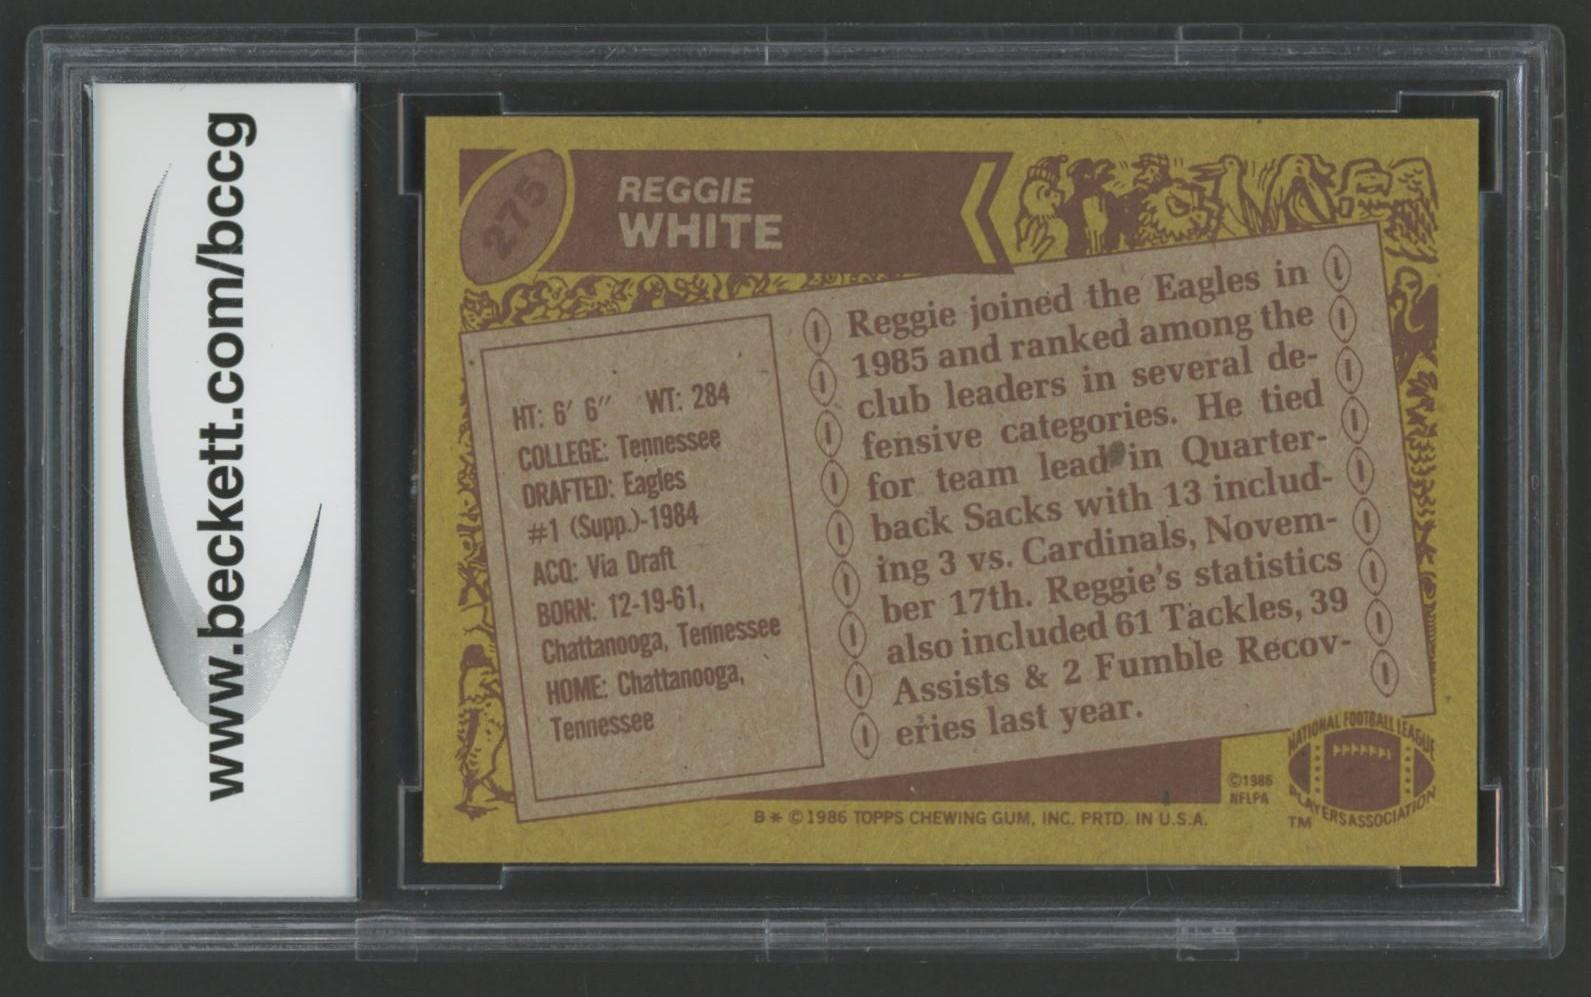 www.beckett.com/bccg
275
REGGIE
WHITE
HT: 6′ 6″ WT: 284
COLLEGE: Tennessee
DRAFTED: Eagles
#1 (Supp.)-1984
ACQ: Via Draft
BORN: 12-19-61,
Chattanooga, Tennessee
HOME: Chattanooga,
Tennessee
Reggie joined the Eagles in
1985 and ranked among the
club leaders in several de-
fensive categories. He tied
for team lead in Quarter-
back Sacks with 13 includ-
ing 3 vs. Cardinals, Novem-
ber 17th. Reggie's statistics
also included 61 Tackles, 39
Assists & 2 Fumble Recov-
eries last year.
B* ©1986 TOPPS CHEWING GUM, INC. PRTD. IN U.S.A.
©1986
NFLPA
NATIONAL FOOTBALL LEAGUE
PLAYERS ASSOCIATION
TM